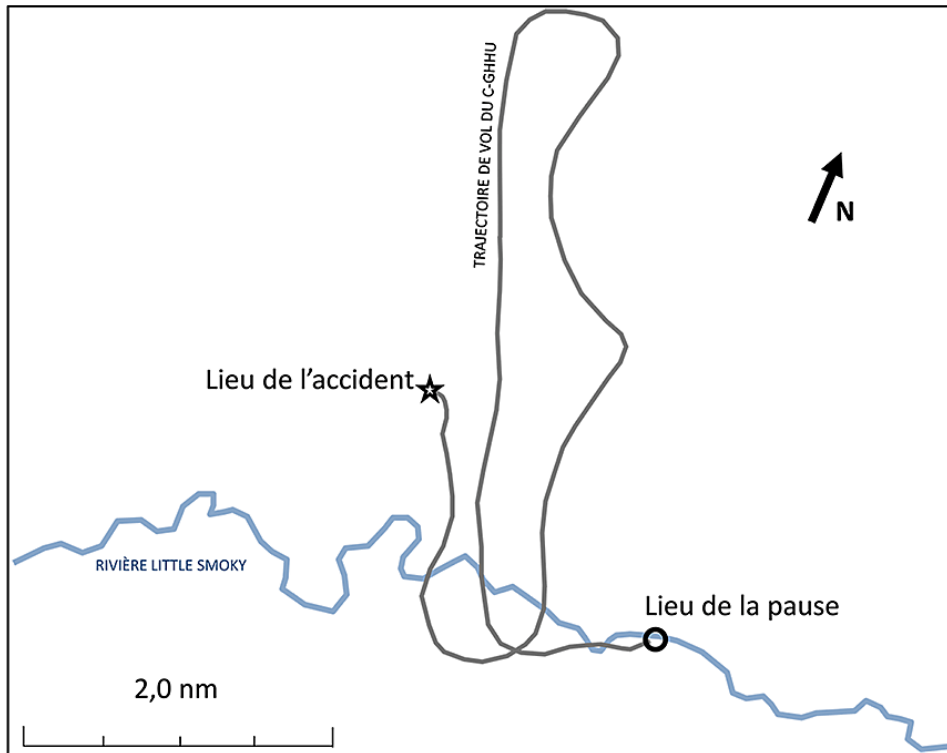 TRAJECTOIRE DE VOL DU C-GHHU
N
Lieu de l'accident
RIVIÈRE LITTLE SMOKY
Lieu de la pause
2,0 nm